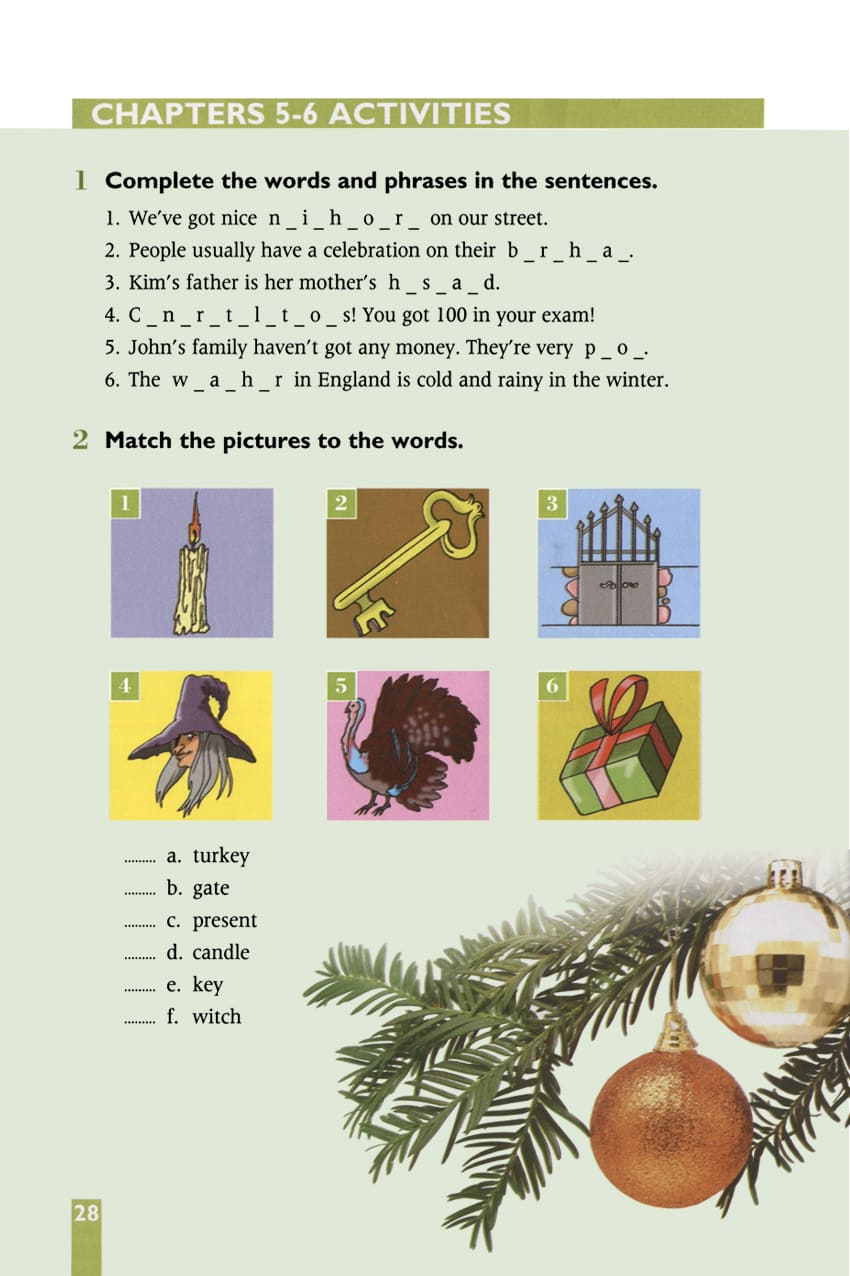 CHAPTERS 5-6 ACTIVITIES
1 Complete the words and phrases in the sentences.
1. We've got nice n _ i _ h _ o _ r _ on our street.
2. People usually have a celebration on their b _ r _ h _ a _.
3. Kim's father is her mother's h _ s _ a _ d.
4. C _ n _ r _ t _ l _ t _ o _ s! You got 100 in your exam!
5. John's family haven't got any money. They're very p _ o _.
6. The w _ a _ h _ r in England is cold and rainy in the winter.
2 Match the pictures to the words.
1 2 3
4 5 6
......... a. turkey
......... b. gate
......... c. present
......... d. candle
......... e. key
......... f. witch
28